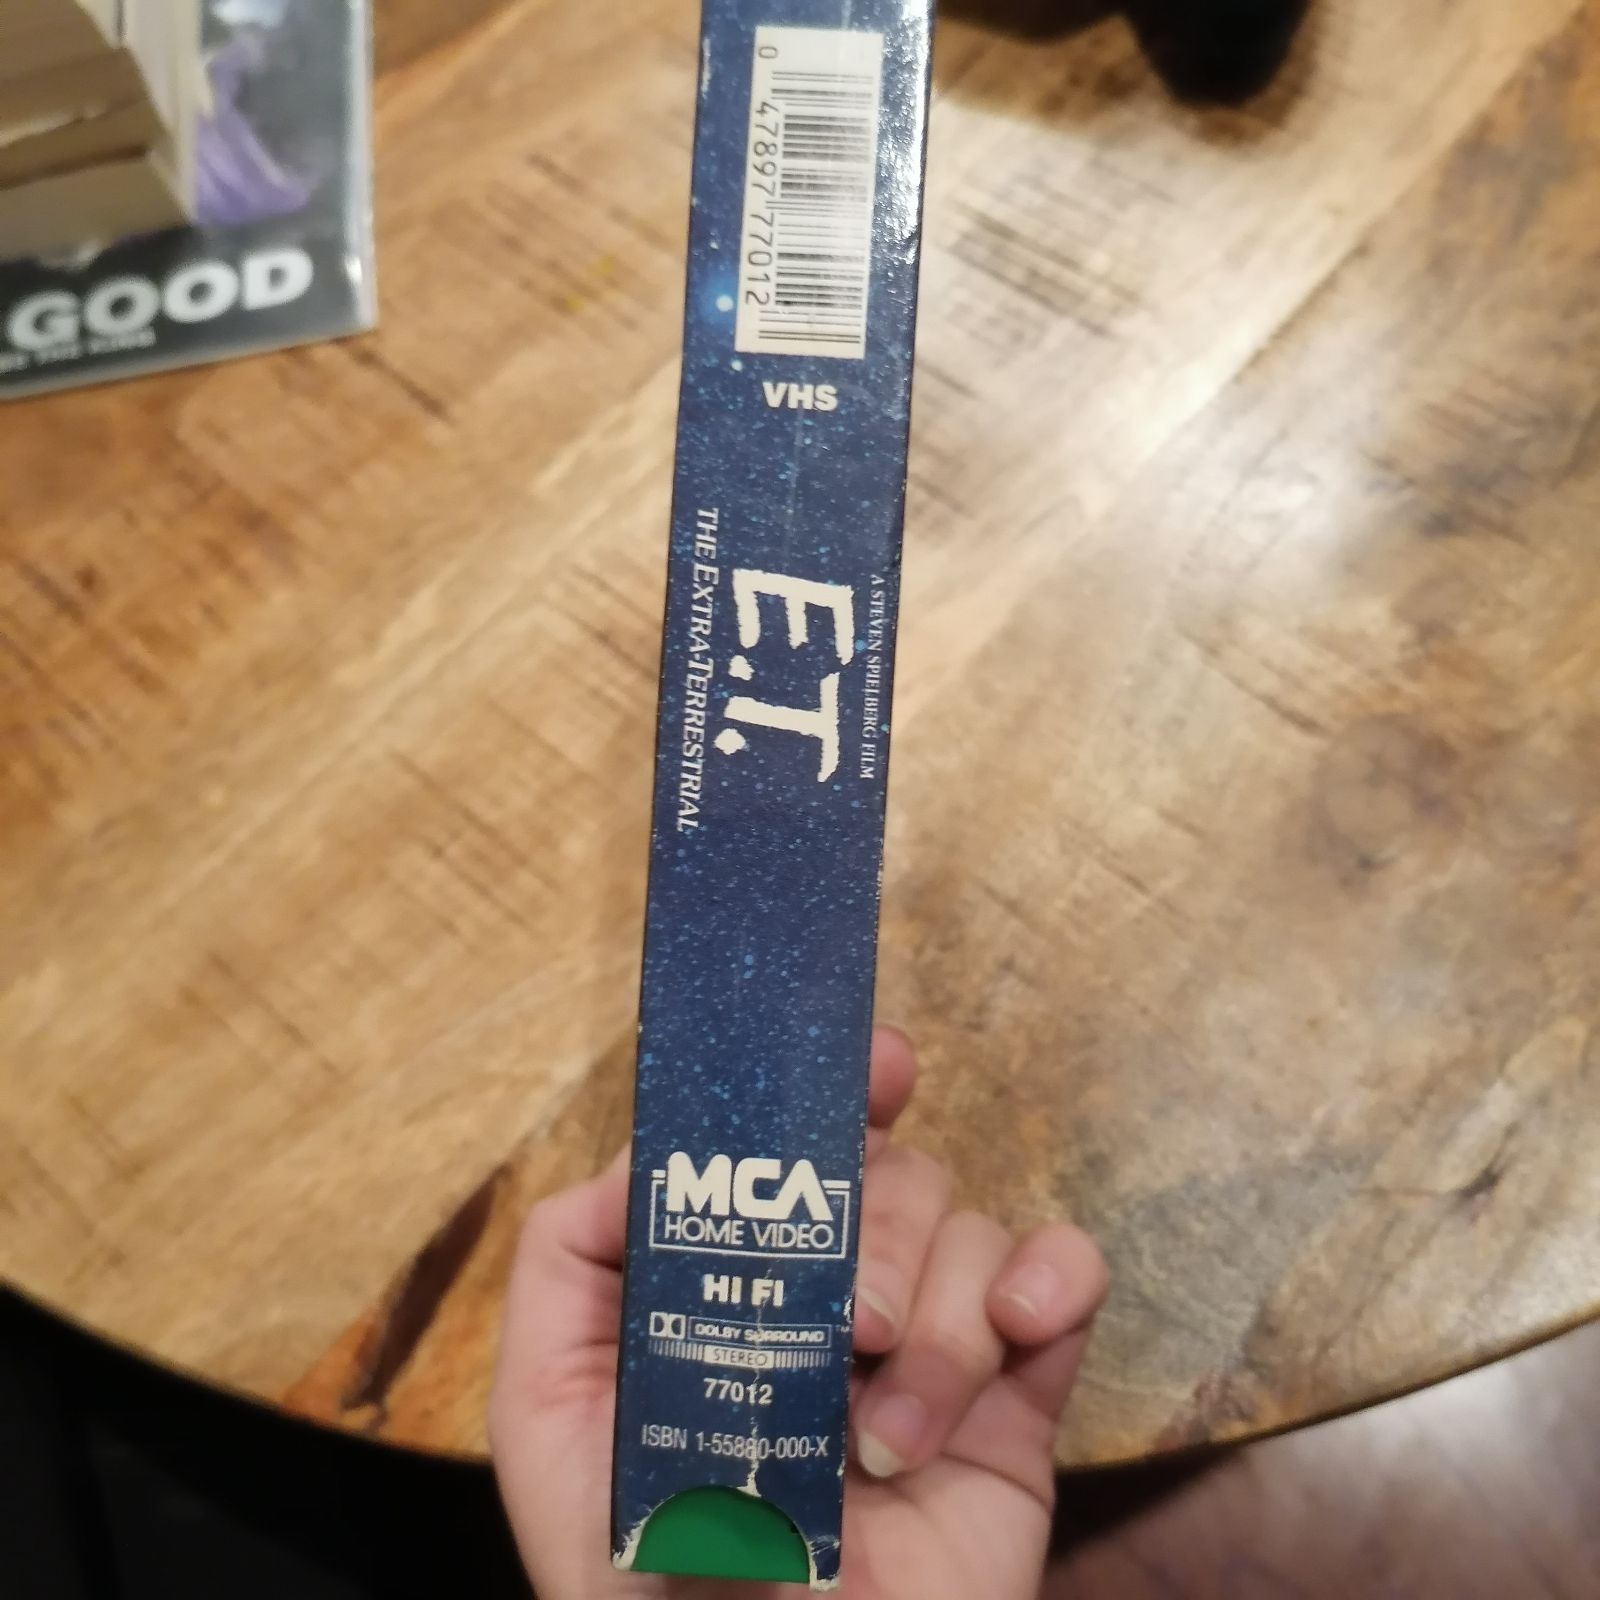 GOOD
0 47897 77012
VHS
A STEVEN SPIELBERG FILM
E.T.
THE EXTRA-TERRESTRIAL
MCA
HOME VIDEO
HI FI
DOLBY SURROUND
STEREO
77012
ISBN 1-55880-000-X